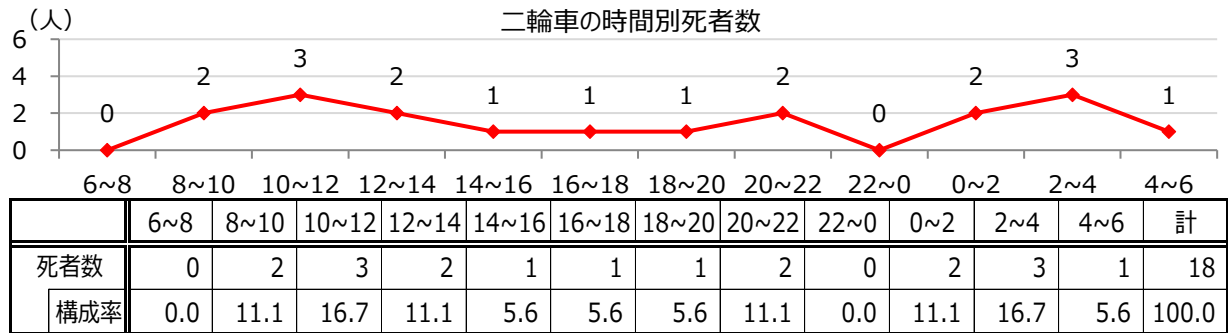 （人）
二輪車の時間別死者数
6
4
2
0
0 2 3 2 1 1 1 2 0 2 3 1
6~8 8~10 10~12 12~14 14~16 16~18 18~20 20~22 22~0 0~2 2~4 4~6
6~8 8~10 10~12 12~14 14~16 16~18 18~20 20~22 22~0 0~2 2~4 4~6 計
死者数 0 2 3 2 1 1 1 2 0 2 3 1 18
構成率 0.0 11.1 16.7 11.1 5.6 5.6 5.6 11.1 0.0 11.1 16.7 5.6 100.0